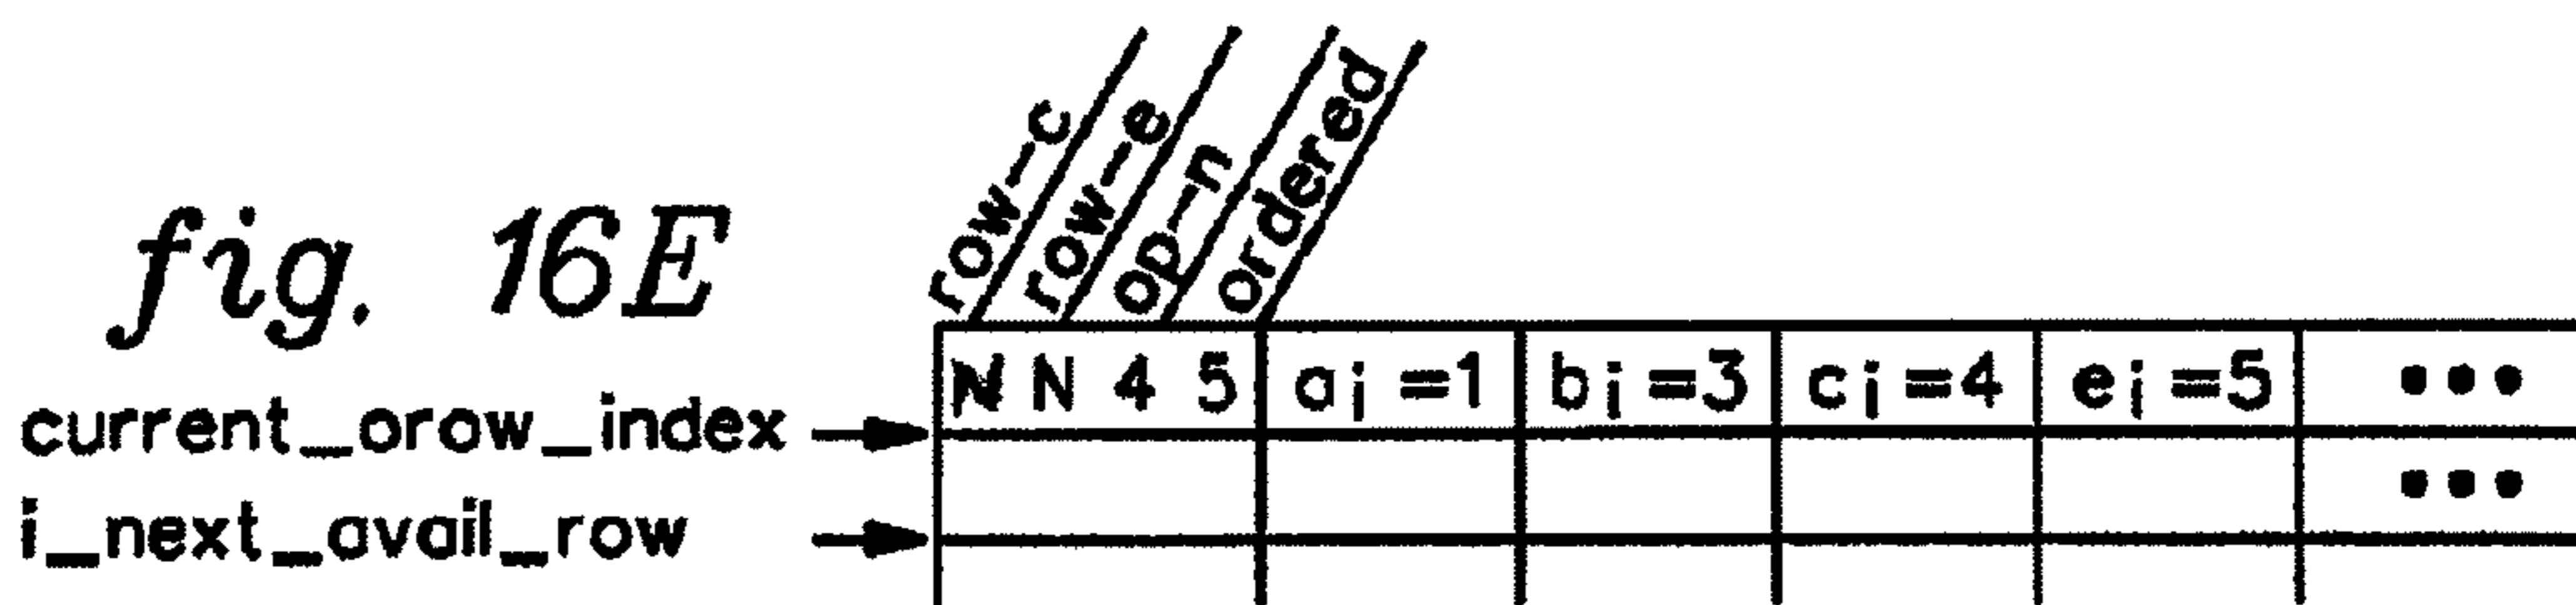 row-c
row-e
op-n
ordered
fig. 16E
N N 4 5 ai =1 bi =3 ci =4 ei =5 •••
current_orow_index
•••
i_next_avail_row